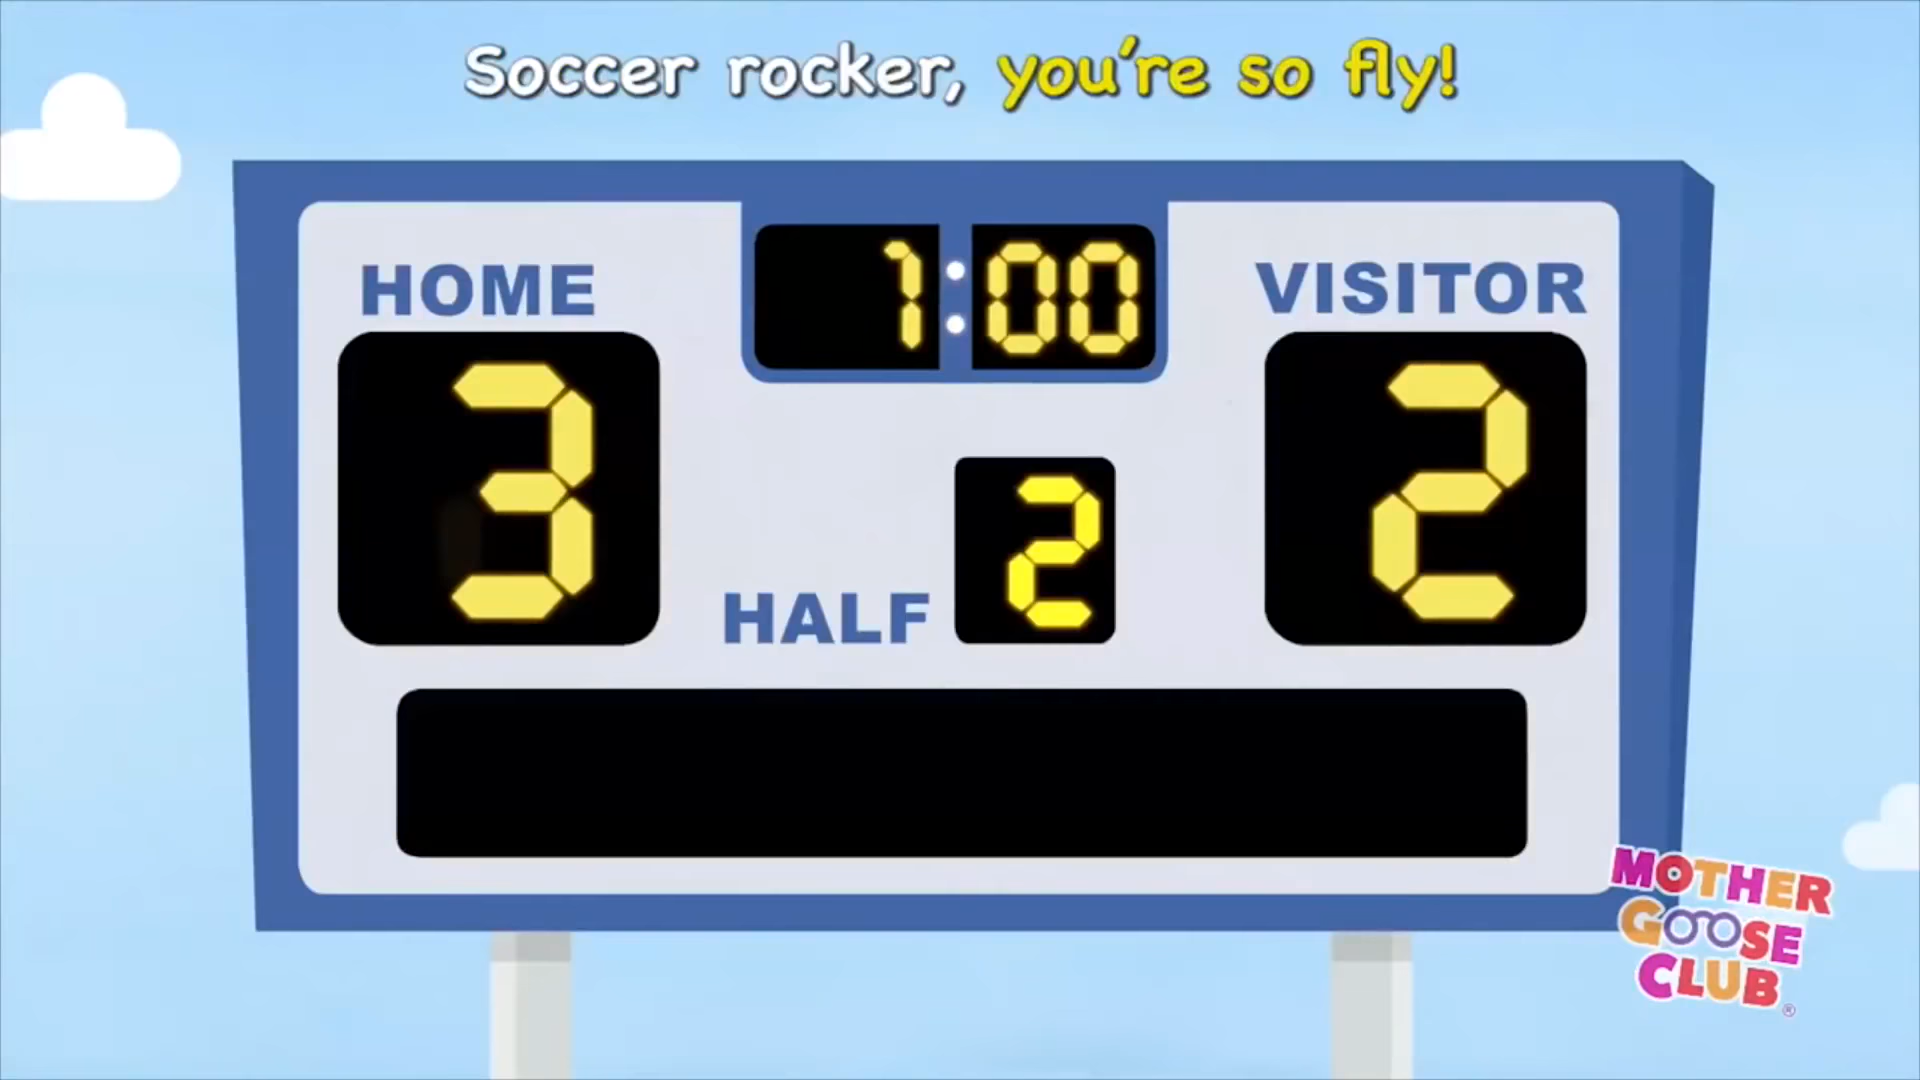 Soccer rocker, you're so fly!
HOME
1:00
VISITOR
3
HALF 2
2
MOTHER
GOOSE
CLUB
®